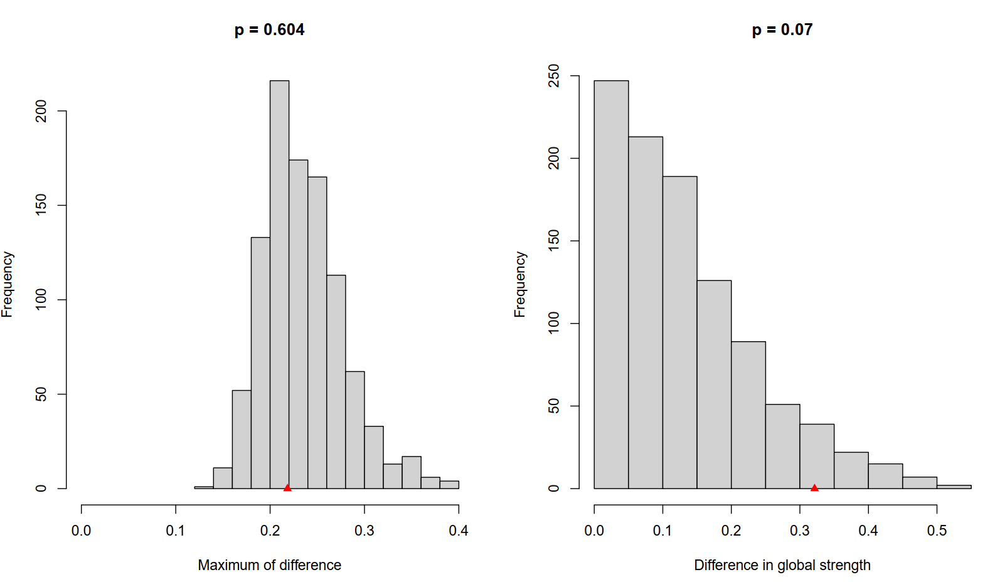 p = 0.604
Frequency
200
150
100
50
0
0.0 0.1 0.2 0.3 0.4
Maximum of difference
p = 0.07
Frequency
250
200
150
100
50
0
0.0 0.1 0.2 0.3 0.4 0.5
Difference in global strength